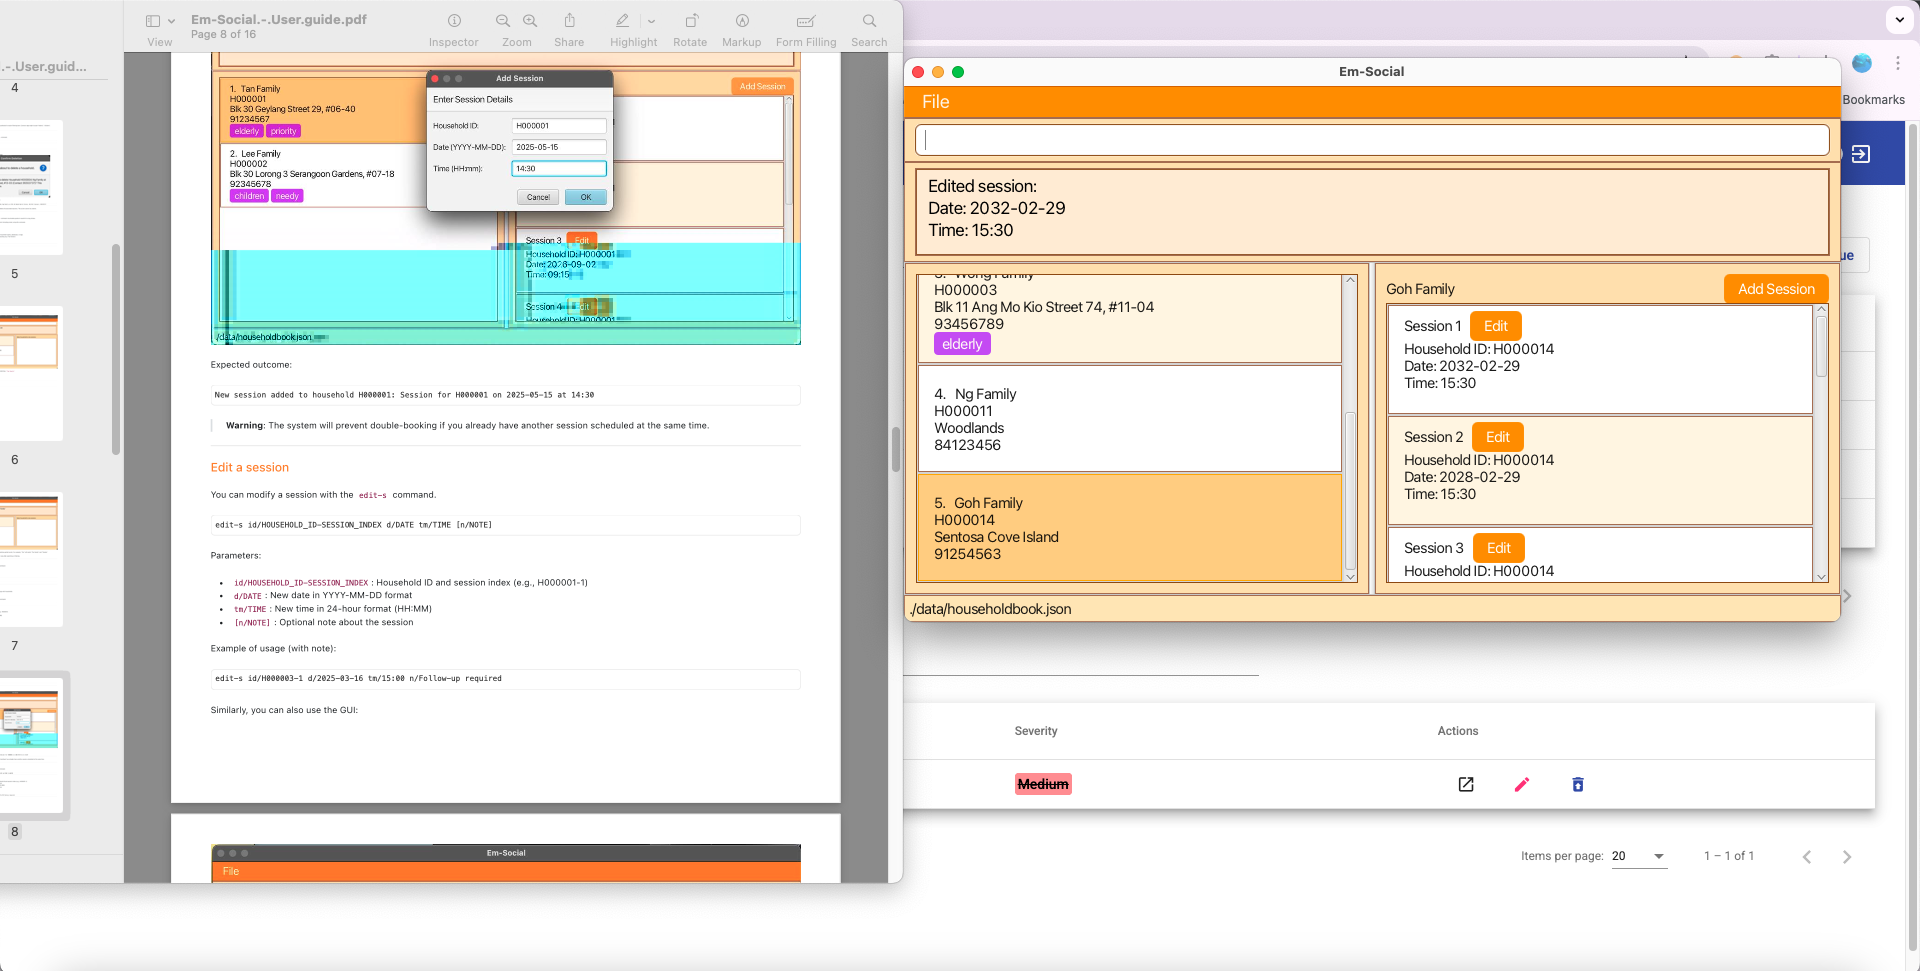 Em-Social.-.User.guide.pdf
Page 8 of 16
View
Inspector
Zoom
Share
Highlight
Rotate
Markup
Form Filling
Search
.-.User.guid...
4
5
6
7
8
1. Tan Family
H000001
Blk 30 Geylang Street 29, #06-40
91234567
elderly priority
2. Lee Family
H000002
Blk 30 Lorong 3 Serangoon Gardens, #07-18
92345678
children needy
Add Session
Enter Session Details
Household ID: H000001
Date (YYYY-MM-DD): 2025-05-15
Time (HH:mm): 14:30
Cancel OK
Add Session
Session 3 Edit
Household ID: H000001
Time: 09:15
Session 4 Edit
Household ID: H000001
/data/householdbook.json
Expected outcome:
New session added to household H000001: Session for H000001 on 2025-05-15 at 14:30
Warning: The system will prevent double-booking if you already have another session scheduled at the same time.
Edit a session
You can modify a session with the edit-s command.
edit-s id/HOUSEHOLD_ID-SESSION_INDEX d/DATE tm/TIME [n/NOTE]
Parameters:
• id/HOUSEHOLD_ID-SESSION_INDEX : Household ID and session index (e.g., H000001-1)
• d/DATE : New date in YYYY-MM-DD format
• tm/TIME : New time in 24-hour format (HH:MM)
• [n/NOTE] : Optional note about the session
Example of usage (with note):
edit-s id/H000003-1 d/2025-03-16 tm/15:00 n/Follow-up required
Similarly, you can also use the GUI:
Em-Social
File
Em-Social
File
Edited session:
Date: 2032-02-29
Time: 15:30
3. Wong Family
H000003
Blk 11 Ang Mo Kio Street 74, #11-04
93456789
elderly
4. Ng Family
H000011
Woodlands
84123456
5. Goh Family
H000014
Sentosa Cove Island
91254563
Goh Family
Add Session
Session 1 Edit
Household ID: H000014
Date: 2032-02-29
Time: 15:30
Session 2 Edit
Household ID: H000014
Date: 2028-02-29
Time: 15:30
Session 3 Edit
Household ID: H000014
./data/householdbook.json
Bookmarks
ue
Severity
Actions
Medium
Items per page: 20
1 – 1 of 1